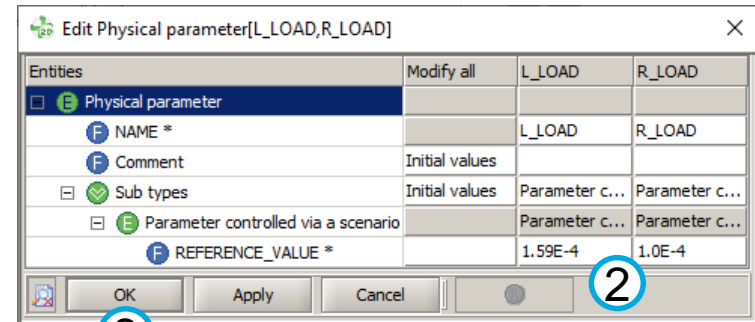 Edit Physical parameter[L_LOAD,R_LOAD]
Entities Modify all L_LOAD R_LOAD
E Physical parameter
F NAME * L_LOAD R_LOAD
F Comment Initial values
Sub types Initial values Parameter c... Parameter c...
E Parameter controlled via a scenario Parameter c... Parameter c...
F REFERENCE_VALUE * 1.59E-4 1.0E-4
OK Apply Cancel 2